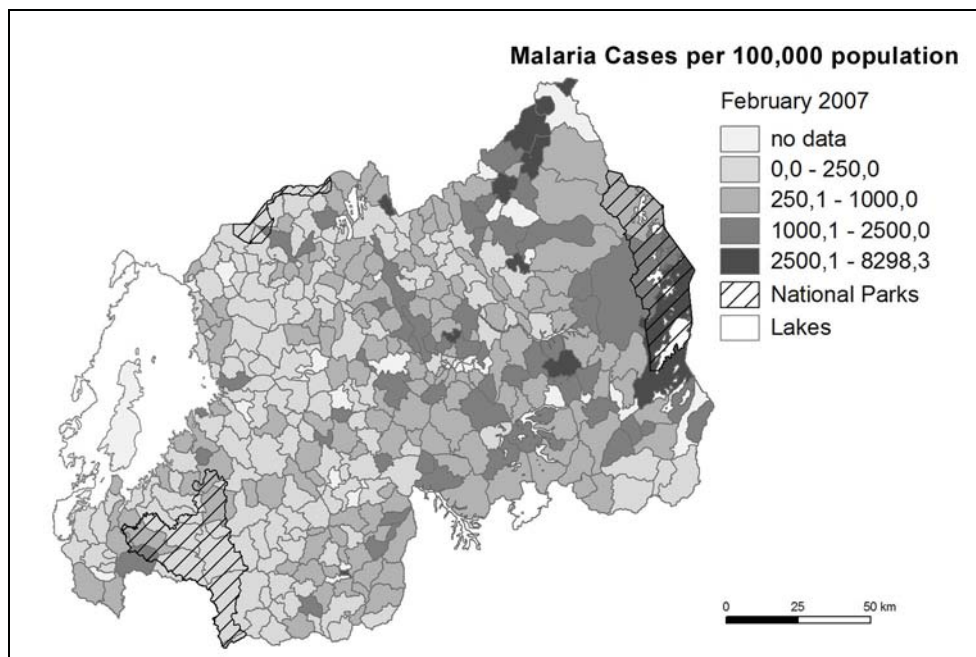 Malaria Cases per 100,000 population
February 2007
no data
0,0 - 250,0
250,1 - 1000,0
1000,1 - 2500,0
2500,1 - 8298,3
National Parks
Lakes
0 25 50 km